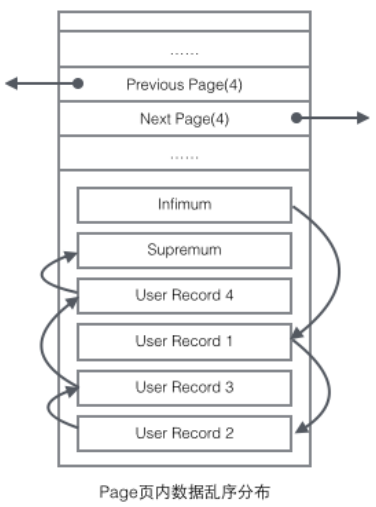 ......
Previous Page(4)
Next Page(4)
......
Infimum
Supremum
User Record 4
User Record 1
User Record 3
User Record 2
Page页内数据乱序分布